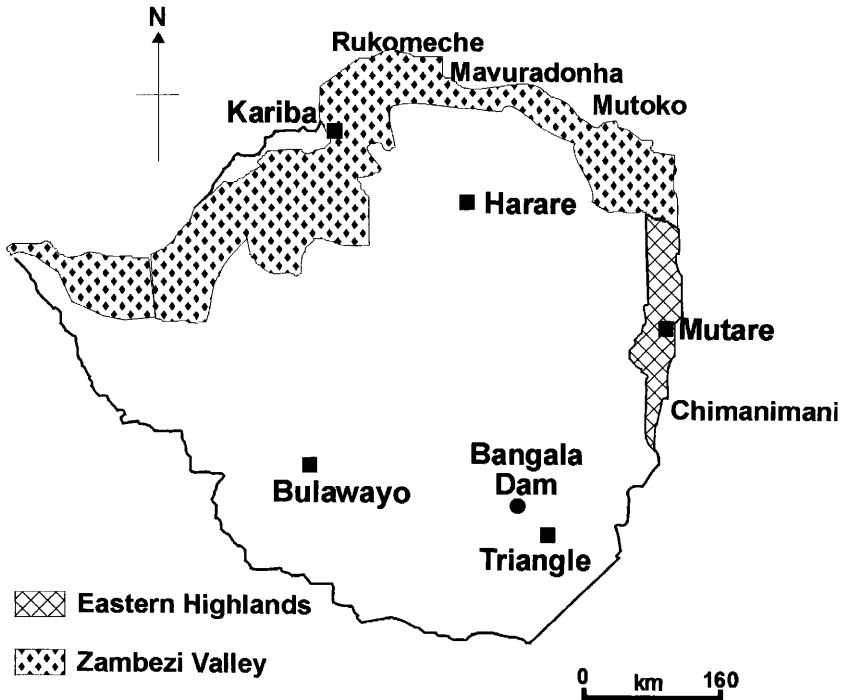 N
Rukomeche
Mavuradonha
Mutoko
Kariba
Harare
Mutare
Chimanimani
Bangala
Dam
Bulawayo
Triangle
Eastern Highlands
Zambezi Valley
0 km 160